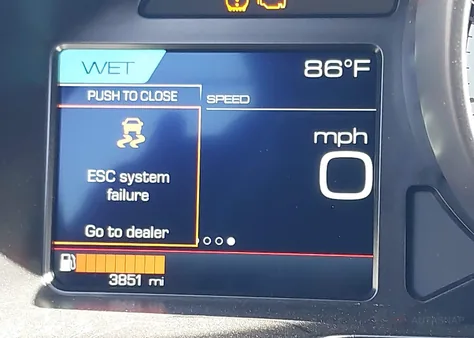 WET
86°F
PUSH TO CLOSE
SPEED
ESC system
failure
Go to dealer
mph
0
3851 mi